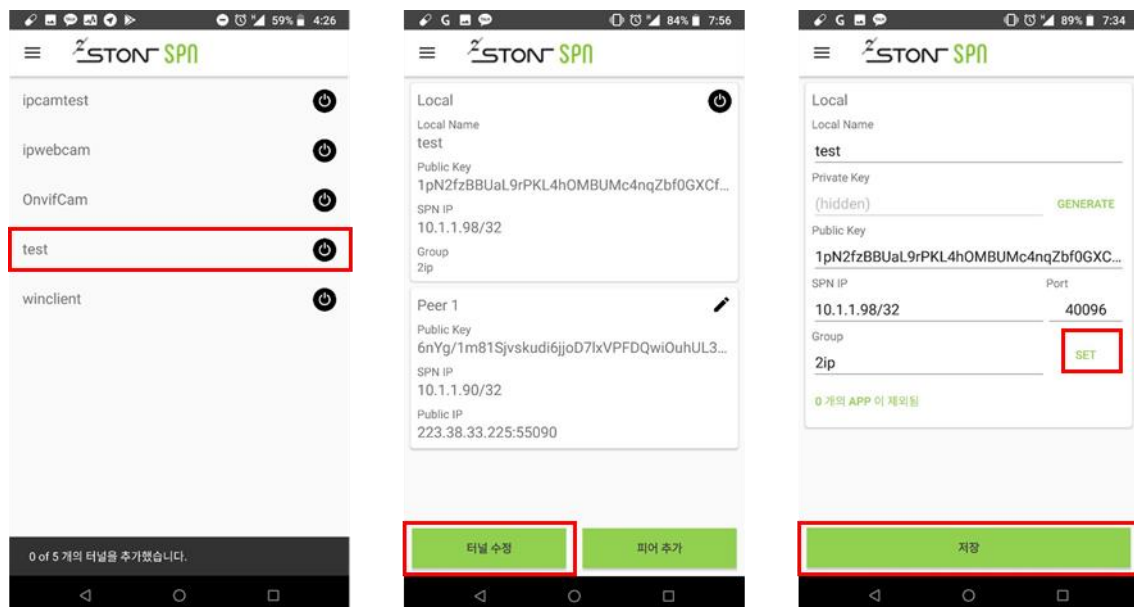 59% 4:26
zSTON SPN
ipcamtest
ipwebcam
OnvifCam
test
winclient
0 of 5 개의 터널을 추가했습니다.
G 84% 7:56
zSTON SPN
Local
Local Name
test
Public Key
1pN2fzBBUaL9rPKL4hOMBUMc4nqZbf0GXCf...
SPN IP
10.1.1.98/32
Group
2ip
Peer 1
Public Key
6nYg/1m81Sjvskudi6jjoD7lxVPFDQwiOuhUL3...
SPN IP
10.1.1.90/32
Public IP
223.38.33.225:55090
터널 수정 피어 추가
G 89% 7:34
zSTON SPN
Local
Local Name
test
Private Key
(hidden) GENERATE
Public Key
1pN2fzBBUaL9rPKL4hOMBUMc4nqZbf0GXC...
SPN IP Port
10.1.1.98/32 40096
Group
2ip SET
0 개의 APP 이 제외됨
저장